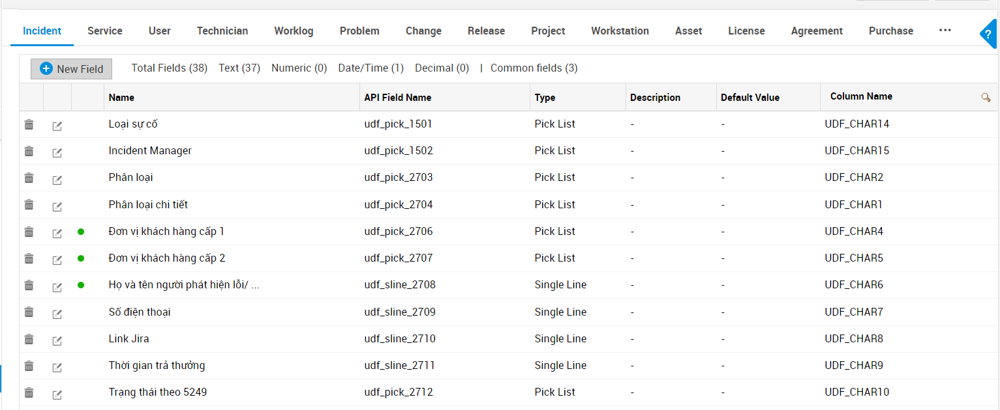 Incident Service User Technician Worklog Problem Change Release Project Workstation Asset License Agreement Purchase ••• ?
New Field Total Fields (38) Text (37) Numeric (0) Date/Time (1) Decimal (0) | Common fields (3)
Name API Field Name Type Description Default Value Column Name
Loại sự cố udf_pick_1501 Pick List - - UDF_CHAR14
Incident Manager udf_pick_1502 Pick List - - UDF_CHAR15
Phân loại udf_pick_2703 Pick List - - UDF_CHAR2
Phân loại chi tiết udf_pick_2704 Pick List - - UDF_CHAR1
Đơn vị khách hàng cấp 1 udf_pick_2706 Pick List - - UDF_CHAR4
Đơn vị khách hàng cấp 2 udf_pick_2707 Pick List - - UDF_CHAR5
Họ và tên người phát hiện lỗi/ ... udf_sline_2708 Single Line - - UDF_CHAR6
Số điện thoại udf_sline_2709 Single Line - - UDF_CHAR7
Link Jira udf_sline_2710 Single Line - - UDF_CHAR8
Thời gian trả thưởng udf_sline_2711 Single Line - - UDF_CHAR9
Trạng thái theo 5249 udf_pick_2712 Pick List - - UDF_CHAR10